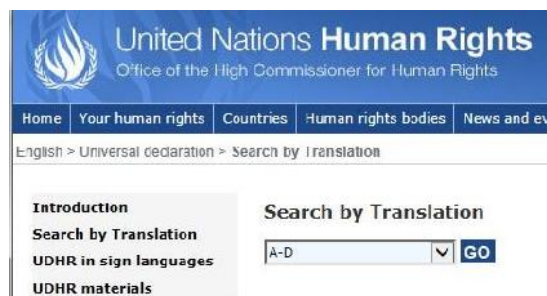 United Nations Human Rights
Office of the High Commissioner for Human Rights
Home Your human rights Countries Human rights bodies News and ev
English > Universal declaration > Search by Translation
Introduction
Search by Translation
UDHR in sign languages
UDHR materials
Search by Translation
A-D GO